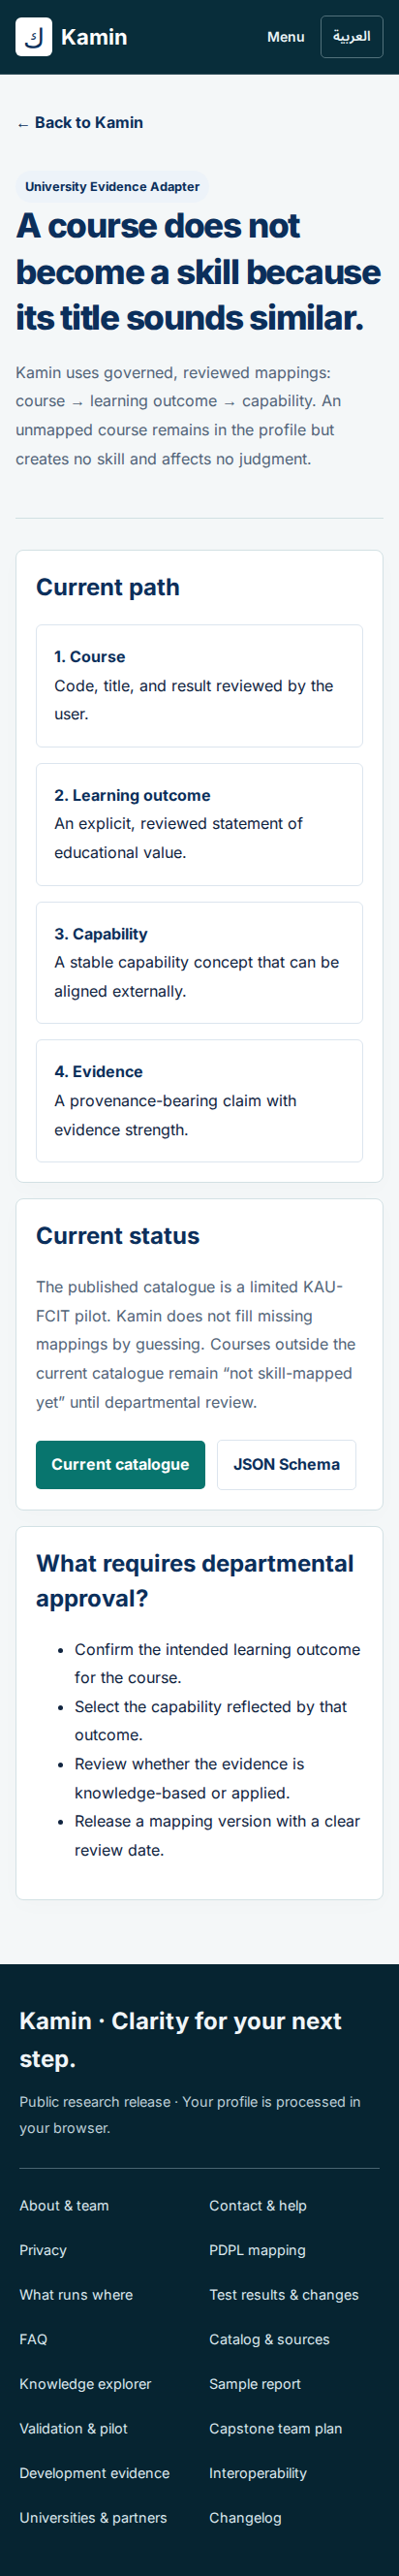 ك Kamin Menu العربية
← Back to Kamin
University Evidence Adapter
A course does not
become a skill because
its title sounds similar.
Kamin uses governed, reviewed mappings:
course → learning outcome → capability. An
unmapped course remains in the profile but
creates no skill and affects no judgment.
Current path
1. Course
Code, title, and result reviewed by the
user.
2. Learning outcome
An explicit, reviewed statement of
educational value.
3. Capability
A stable capability concept that can be
aligned externally.
4. Evidence
A provenance-bearing claim with
evidence strength.
Current status
The published catalogue is a limited KAU-
FCIT pilot. Kamin does not fill missing
mappings by guessing. Courses outside the
current catalogue remain “not skill-mapped
yet” until departmental review.
Current catalogue JSON Schema
What requires departmental
approval?
• Confirm the intended learning outcome
for the course.
• Select the capability reflected by that
outcome.
• Review whether the evidence is
knowledge-based or applied.
• Release a mapping version with a clear
review date.
Kamin · Clarity for your next
step.
Public research release · Your profile is processed in
your browser.
About & team Contact & help
Privacy PDPL mapping
What runs where Test results & changes
FAQ Catalog & sources
Knowledge explorer Sample report
Validation & pilot Capstone team plan
Development evidence Interoperability
Universities & partners Changelog